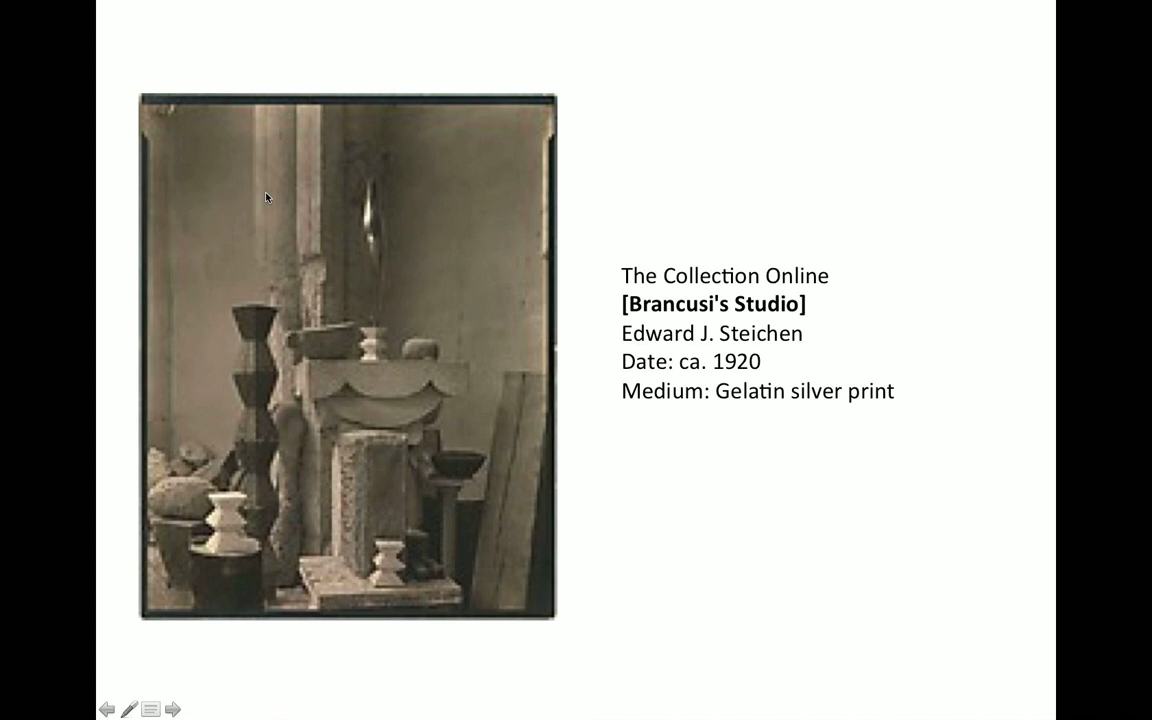 The Collection Online
[Brancusi's Studio]
Edward J. Steichen
Date: ca. 1920
Medium: Gelatin silver print